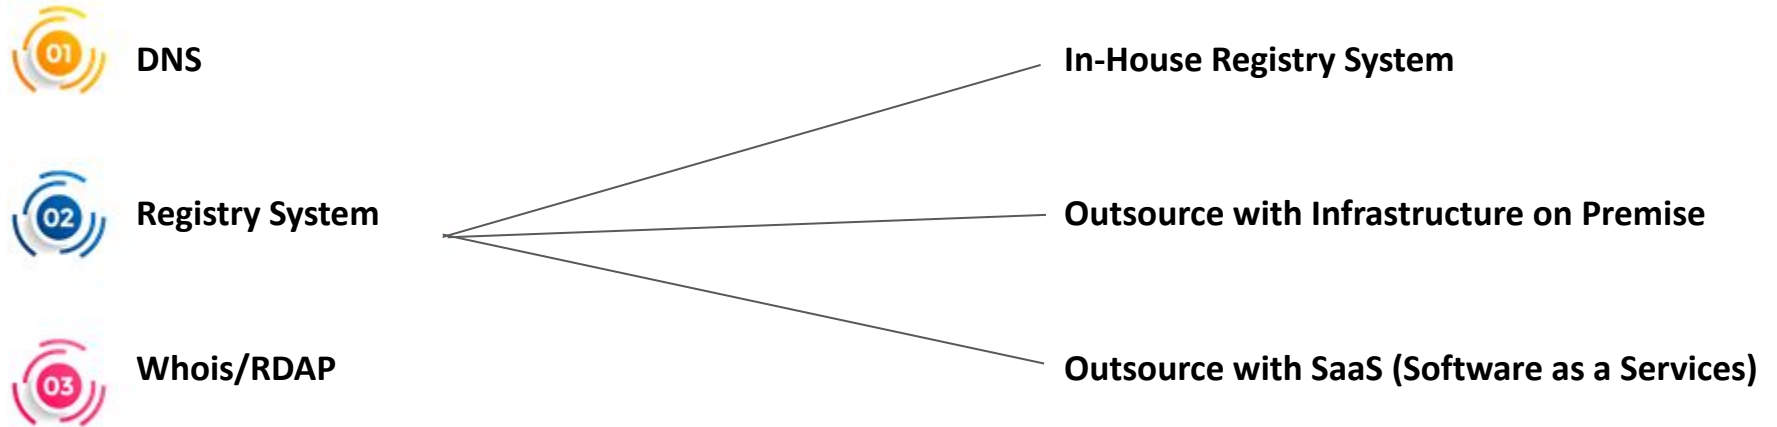 01 DNS
In-House Registry System
02 Registry System
Outsource with Infrastructure on Premise
03 Whois/RDAP
Outsource with SaaS (Software as a Services)